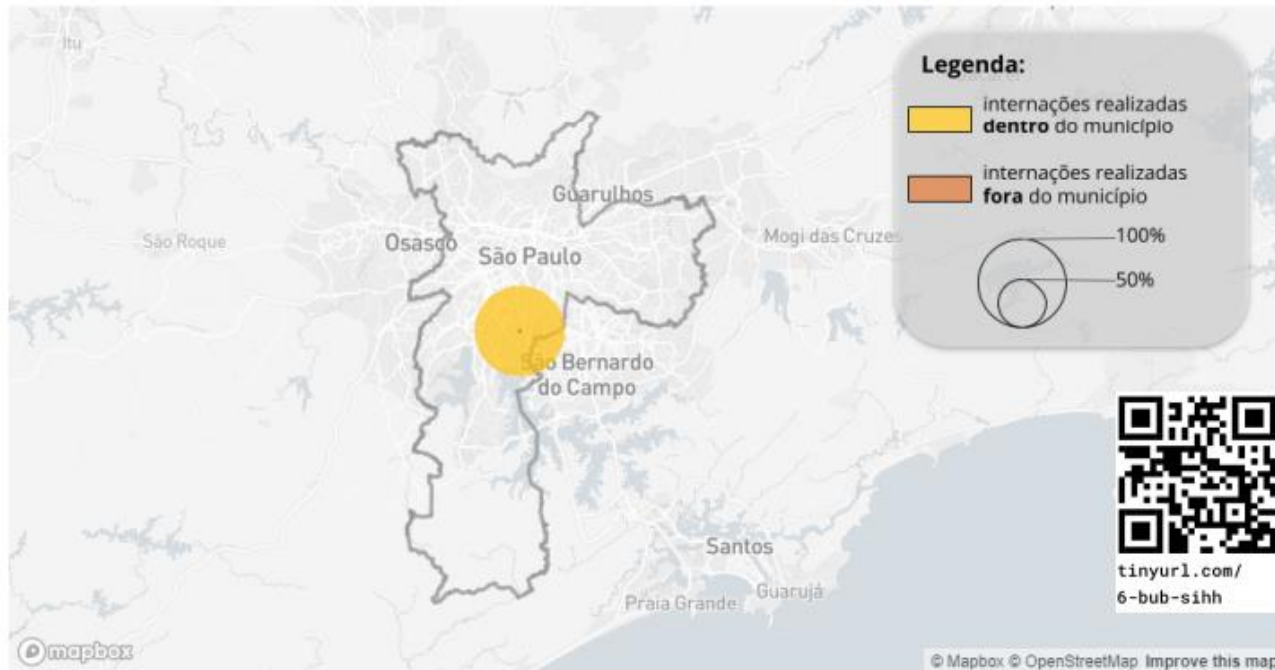 Itu
Legenda:
internações realizadas
dentro do município
internações realizadas
fora do município
100%
50%
Guarulhos
São Roque
Osasco
São Paulo
Mogi das Cruzes
São Bernardo
do Campo
Santos
Guarujá
Praia Grande
tinyurl.com/
6-bub-sihh
mapbox
© Mapbox © OpenStreetMap Improve this map